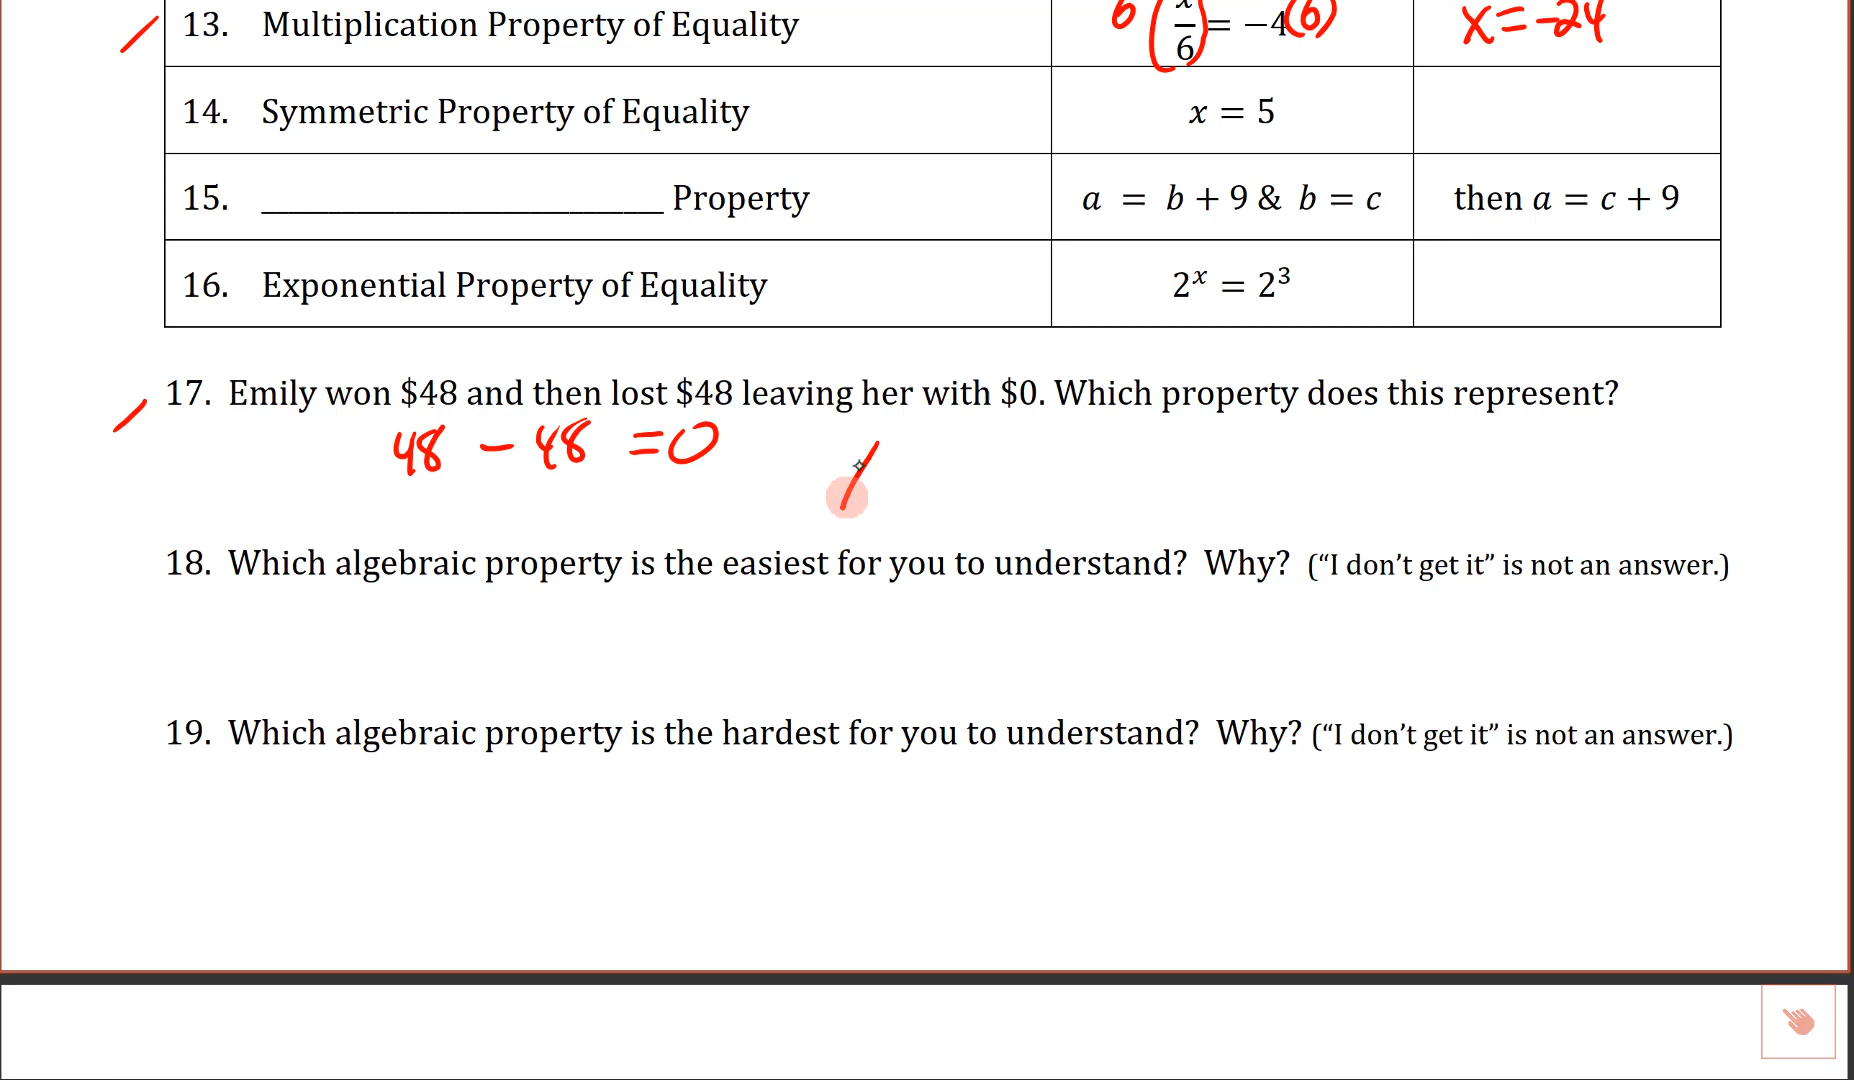 13. Multiplication Property of Equality 6 ( x/6 ) = −4(6) x = -24
14. Symmetric Property of Equality x = 5
15. ______________________ Property a = b + 9 & b = c then a = c + 9
16. Exponential Property of Equality 2ˣ = 2³
17. Emily won $48 and then lost $48 leaving her with $0. Which property does this represent?
48 - 48 = 0
18. Which algebraic property is the easiest for you to understand? Why? (“I don’t get it” is not an answer.)
19. Which algebraic property is the hardest for you to understand? Why? (“I don’t get it” is not an answer.)